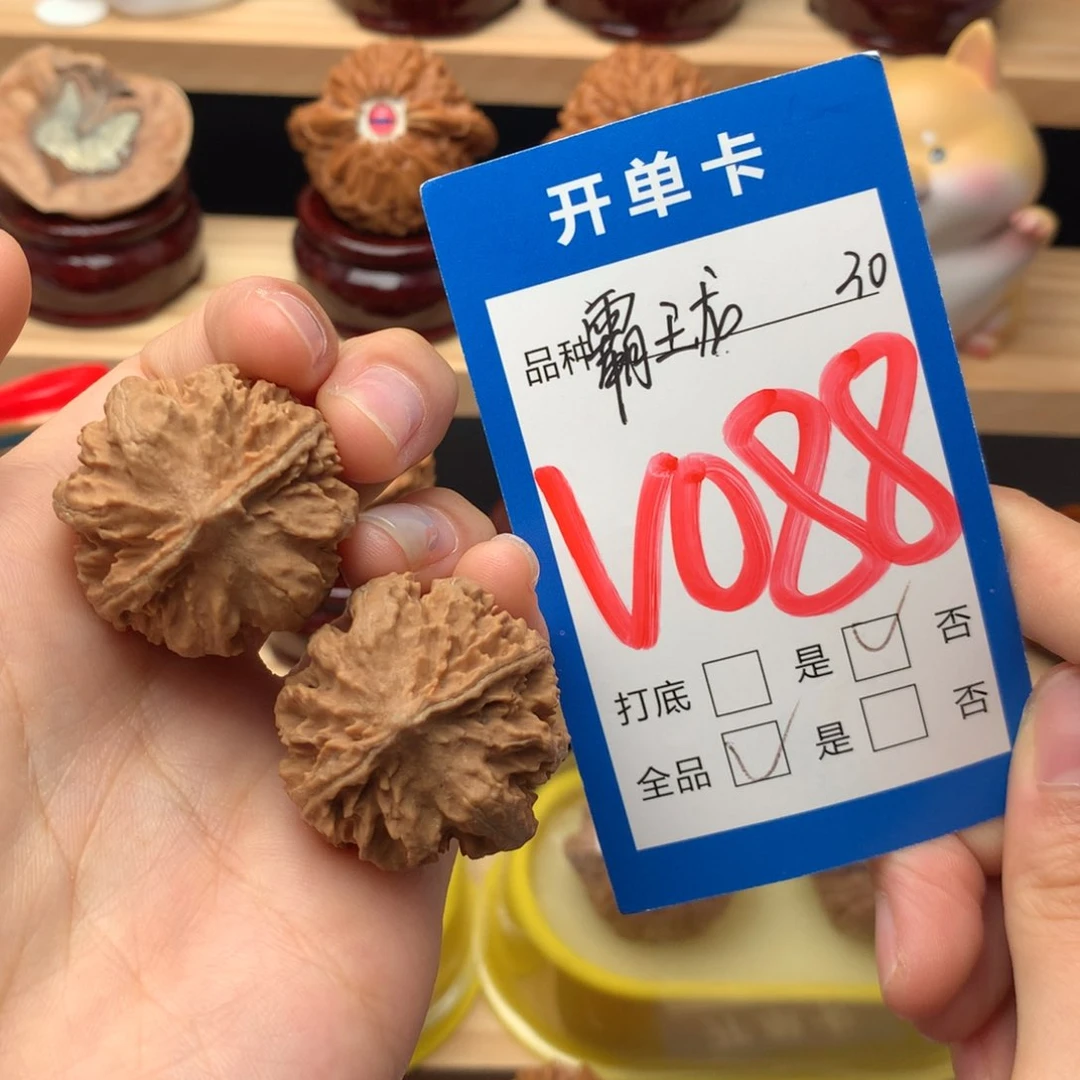 开单卡
品种 霸王龙 30
V088
打底 □ 是 ☑ 否
全品 ☑ 是 □ 否